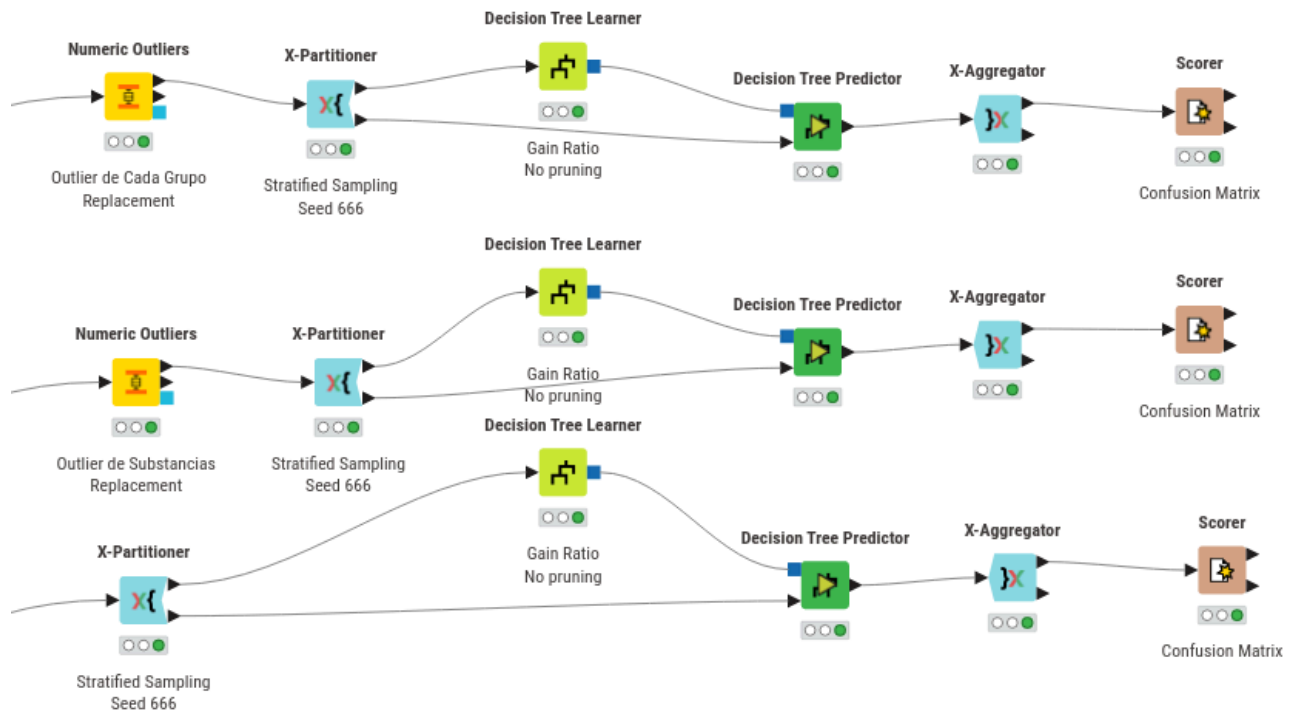 Decision Tree Learner
Numeric Outliers
X-Partitioner
Decision Tree Predictor
X-Aggregator
Scorer
Gain Ratio
No pruning
Outlier de Cada Grupo
Replacement
Stratified Sampling
Seed 666
Confusion Matrix
Decision Tree Learner
Numeric Outliers
X-Partitioner
Decision Tree Predictor
X-Aggregator
Scorer
Gain Ratio
No pruning
Outlier de Substancias
Replacement
Stratified Sampling
Seed 666
Confusion Matrix
Decision Tree Learner
X-Partitioner
Decision Tree Predictor
X-Aggregator
Scorer
Gain Ratio
No pruning
Stratified Sampling
Seed 666
Confusion Matrix